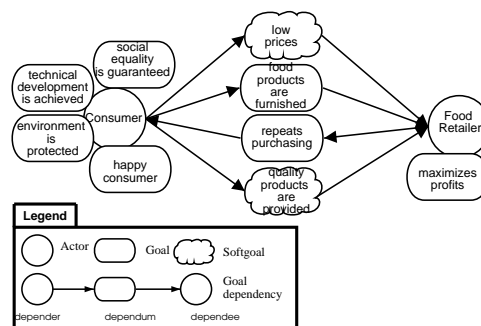 social
equality
is guaranteed
technical
development
is achieved
Consumer
environment
is protected
happy
consumer
low
prices
food
products
are
furnished
repeats
purchasing
quality
products
are
provided
Food
Retailer
maximizes
profits
Legend
Actor
Goal
Softgoal
Goal
dependency
depender
dependum
dependee